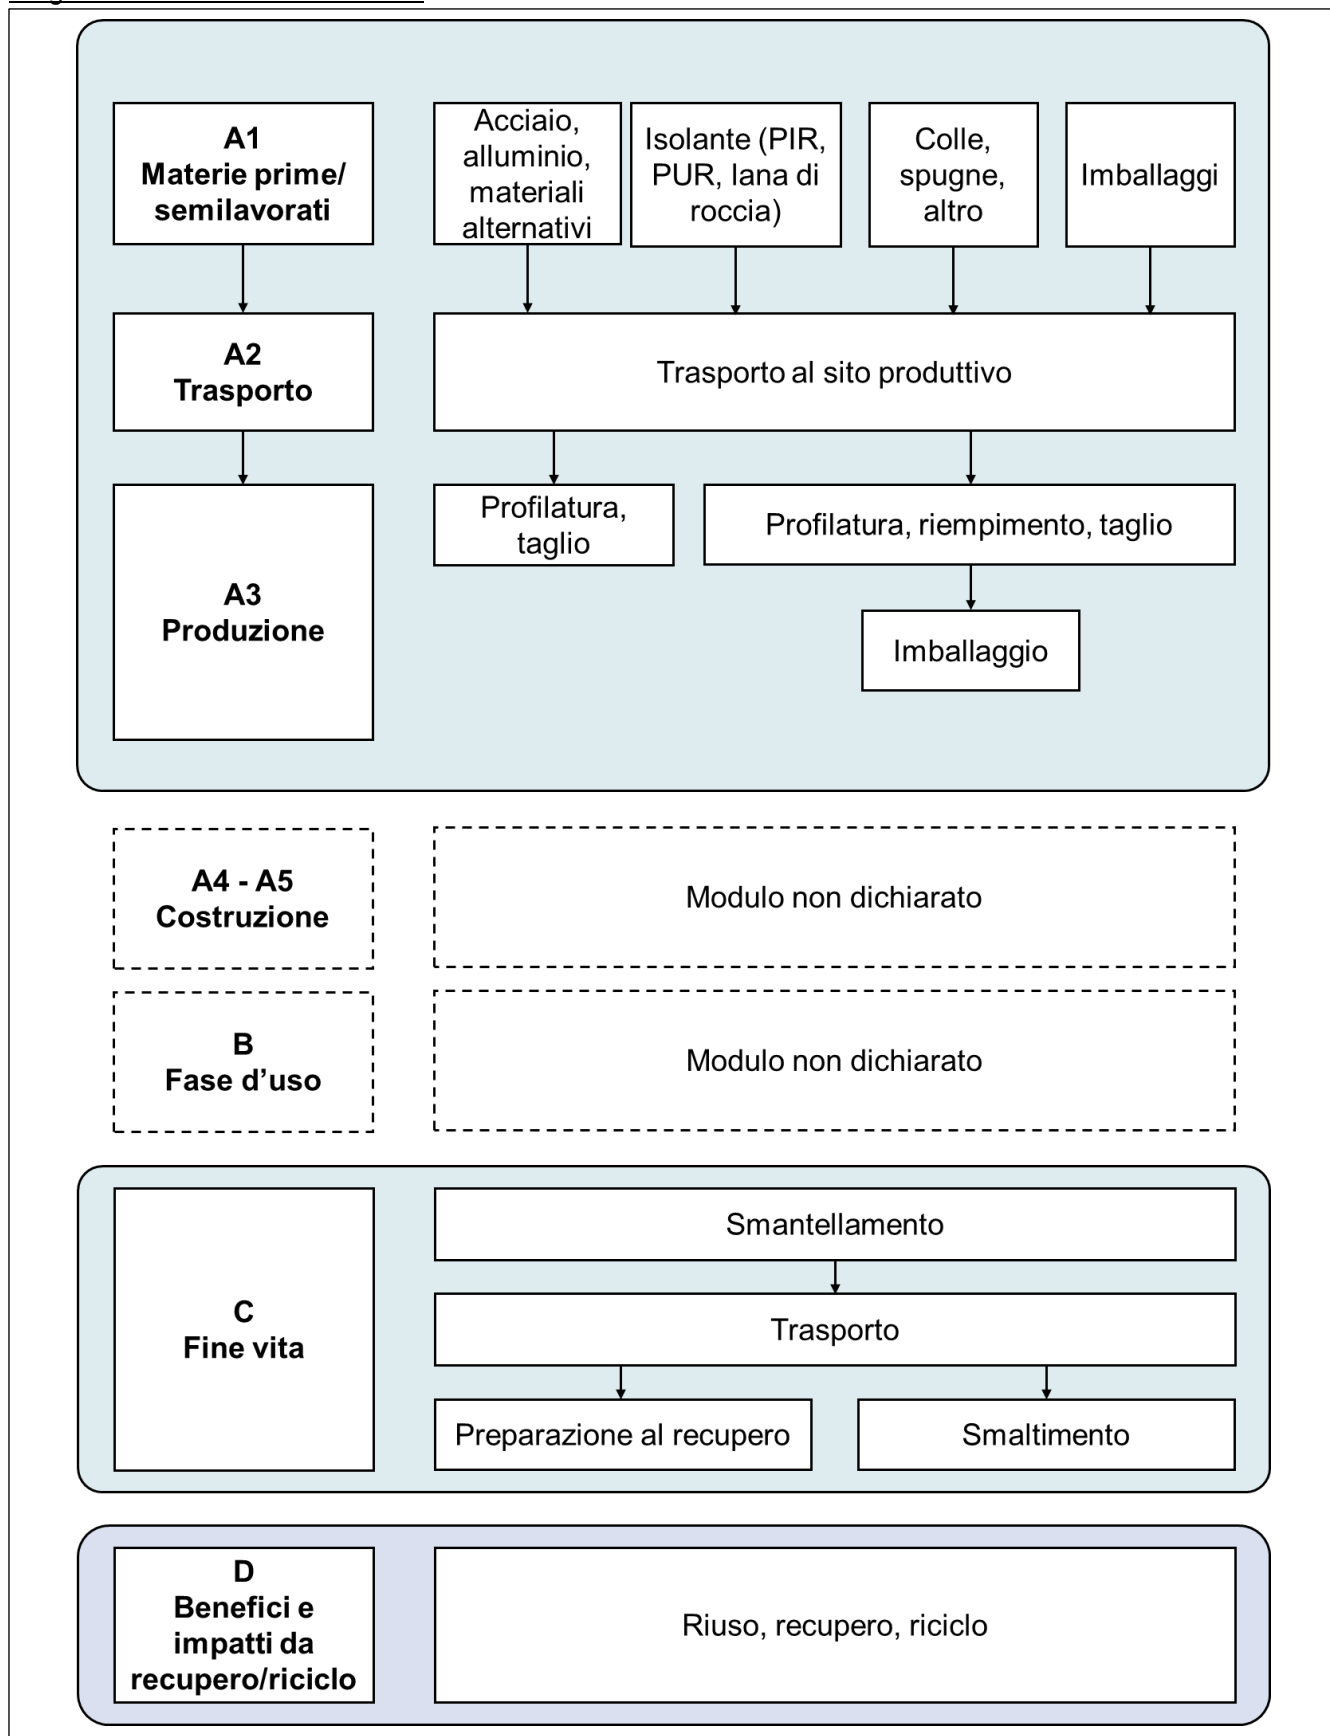 A1
Materie prime/
semilavorati
Acciaio,
alluminio,
materiali
alternativi
Isolante (PIR,
PUR, lana di
roccia)
Colle,
spugne,
altro
Imballaggi
A2
Trasporto
Trasporto al sito produttivo
A3
Produzione
Profilatura,
taglio
Profilatura, riempimento, taglio
Imballaggio
A4 - A5
Costruzione
Modulo non dichiarato
B
Fase d’uso
Modulo non dichiarato
C
Fine vita
Smantellamento
Trasporto
Preparazione al recupero
Smaltimento
D
Benefici e
impatti da
recupero/riciclo
Riuso, recupero, riciclo